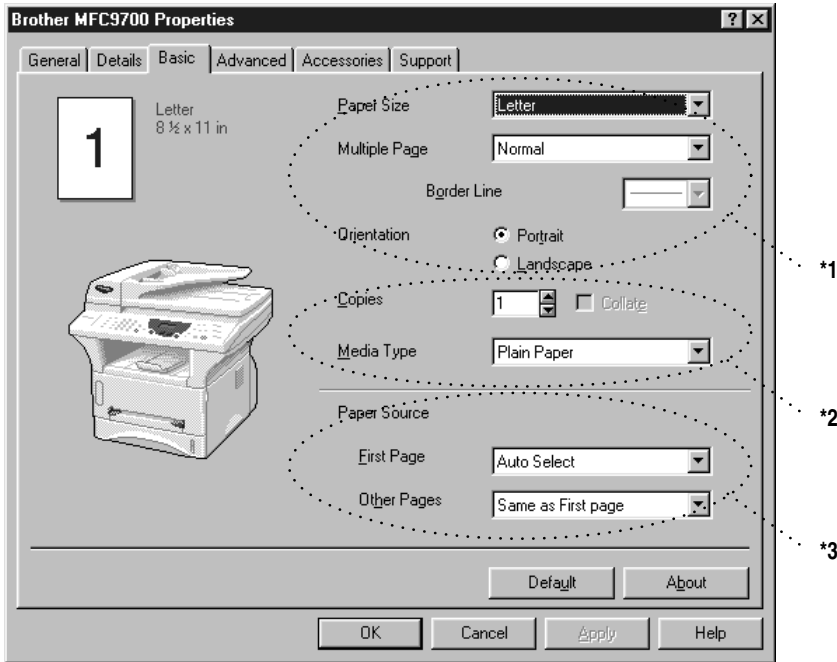 Brother MFC9700 Properties
General Details Basic Advanced Accessories Support
1
Letter
8 ½ x 11 in
Paper Size Letter
Multiple Page Normal
Border Line
Orientation Portrait
Landscape
*1
Copies 1 Collate
Media Type Plain Paper
*2
Paper Source
First Page Auto Select
Other Pages Same as First page
*3
Default About
OK Cancel Apply Help